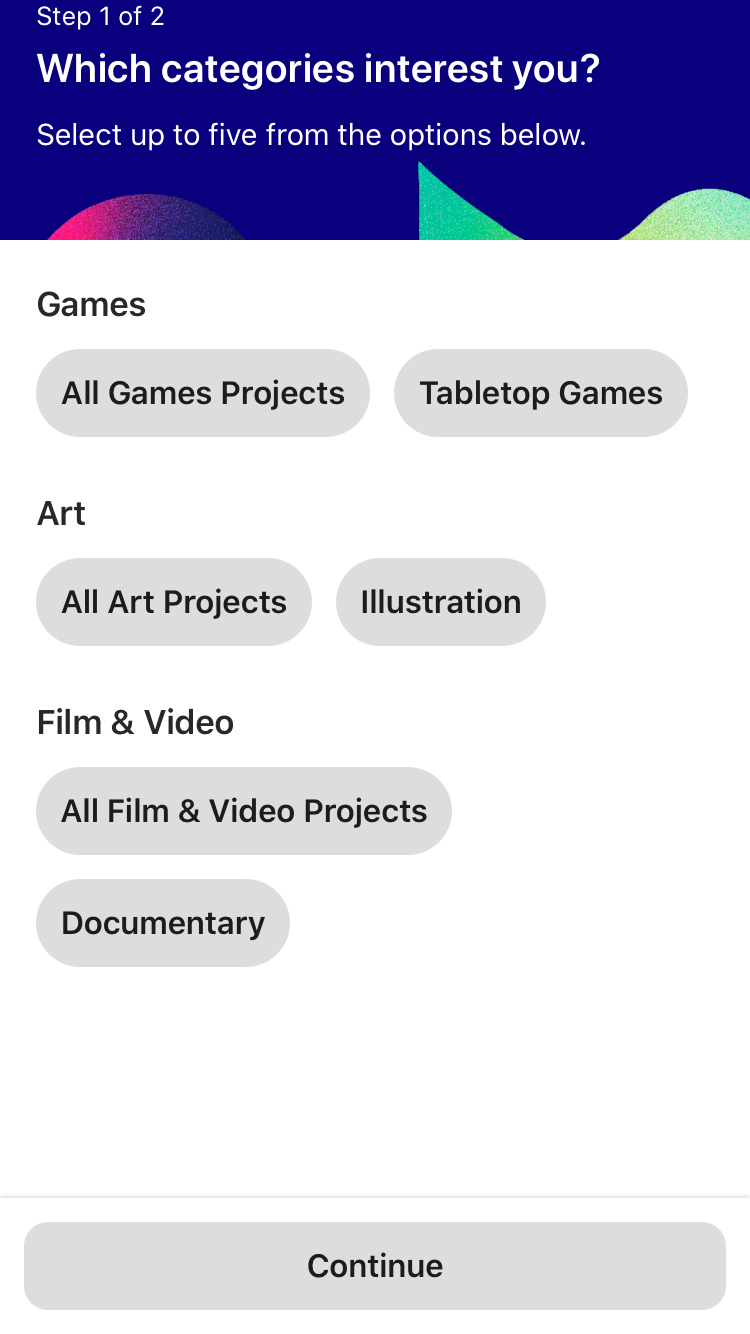 Step 1 of 2
Which categories interest you?
Select up to five from the options below.
Games
All Games Projects
Tabletop Games
Art
All Art Projects
Illustration
Film & Video
All Film & Video Projects
Documentary
Continue